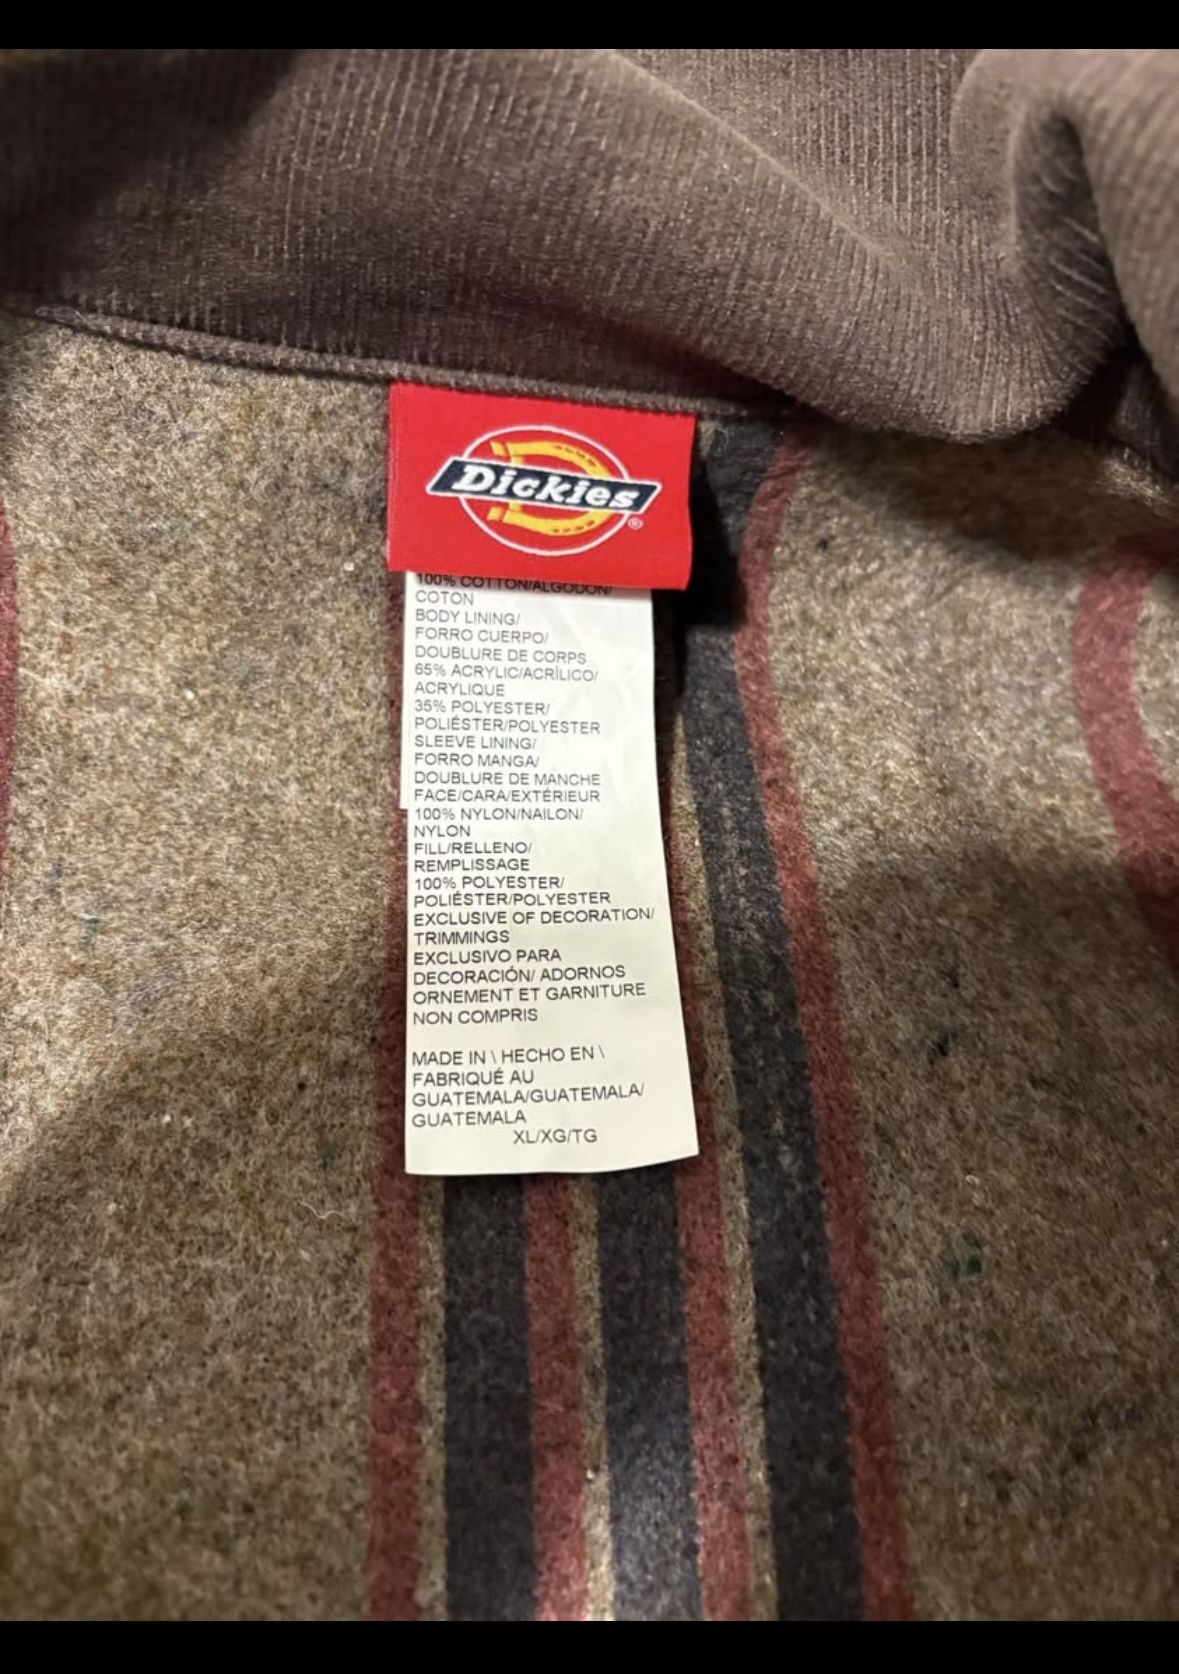 Dickies®
100% COTTON/ALGODON/
COTON
BODY LINING/
FORRO CUERPO/
DOUBLURE DE CORPS
65% ACRYLIC/ACRÍLICO/
ACRYLIQUE
35% POLYESTER/
POLIÉSTER/POLYESTER
SLEEVE LINING/
FORRO MANGA/
DOUBLURE DE MANCHE
FACE/CARA/EXTÉRIEUR
100% NYLON/NAILON/
NYLON
FILL/RELLENO/
REMPLISSAGE
100% POLYESTER/
POLIÉSTER/POLYESTER
EXCLUSIVE OF DECORATION/
TRIMMINGS
EXCLUSIVO PARA
DECORACIÓN/ ADORNOS
ORNEMENT ET GARNITURE
NON COMPRIS
MADE IN \ HECHO EN \
FABRIQUÉ AU
GUATEMALA/GUATEMALA/
GUATEMALA
XL/XG/TG